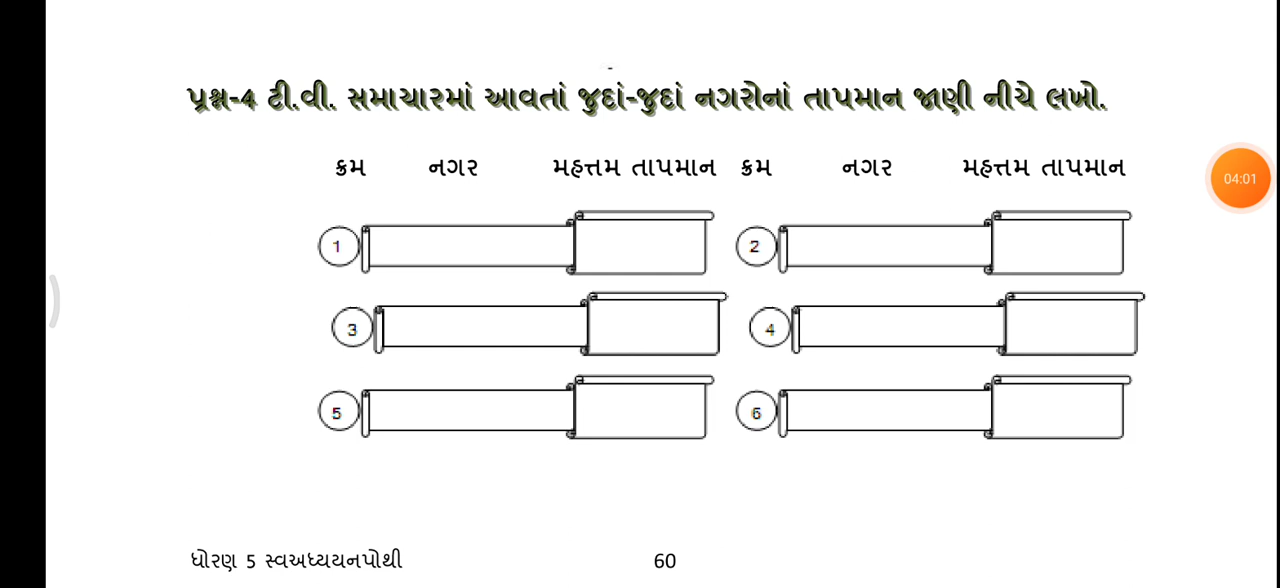 પ્રશ્ન-4 ટી.વી. સમાચારમાં આવતાં જુદાં-જુદાં નગરોનાં તાપમાન જાણી નીચે લખો.
ક્રમ નગર મહત્તમ તાપમાન ક્રમ નગર મહત્તમ તાપમાન
04:01
1 2
3 4
5 6
ધોરણ 5 સ્વઅધ્યયનપોથી 60